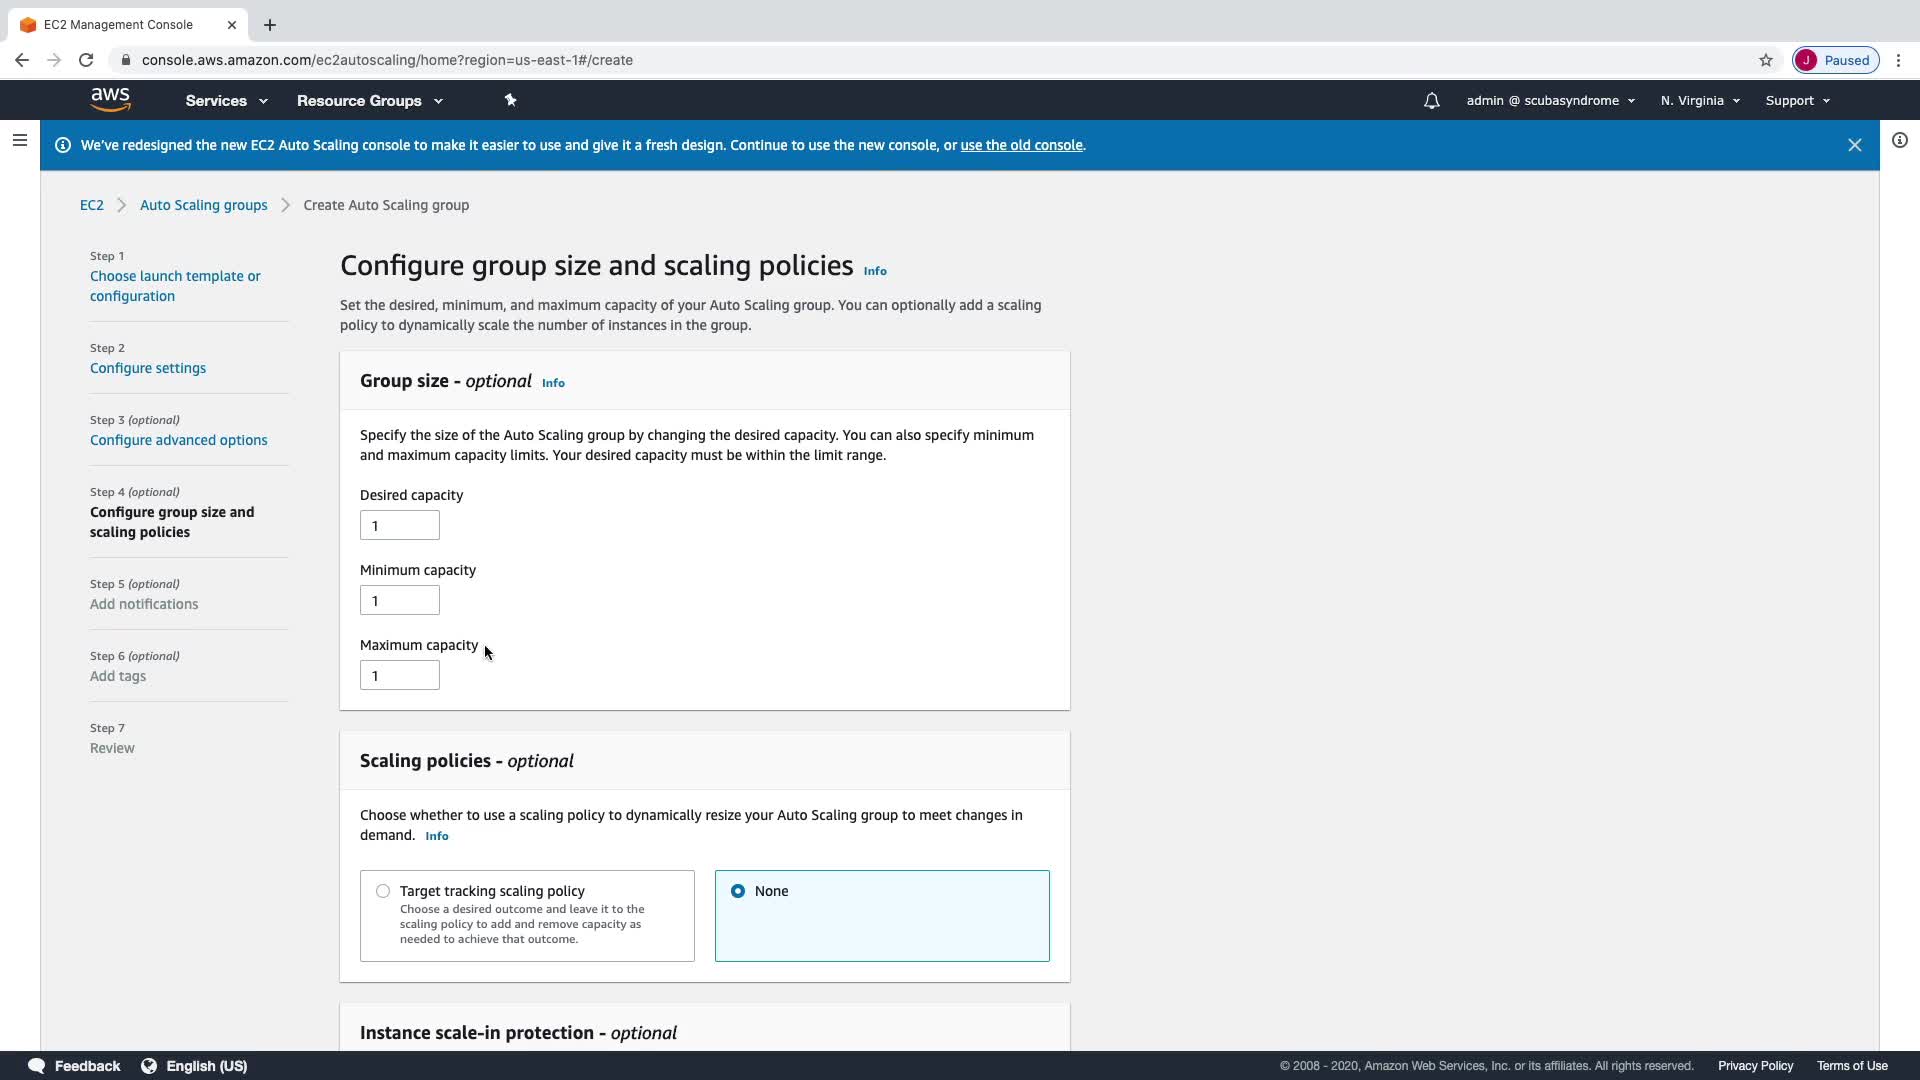 EC2 Management Console
console.aws.amazon.com/ec2autoscaling/home?region=us-east-1#/create
J Paused
aws Services Resource Groups admin @ scubasyndrome N. Virginia Support
We've redesigned the new EC2 Auto Scaling console to make it easier to use and give it a fresh design. Continue to use the new console, or use the old console.
EC2 Auto Scaling groups Create Auto Scaling group
Step 1
Choose launch template or
configuration
Step 2
Configure settings
Step 3 (optional)
Configure advanced options
Step 4 (optional)
Configure group size and
scaling policies
Step 5 (optional)
Add notifications
Step 6 (optional)
Add tags
Step 7
Review
Configure group size and scaling policies Info
Set the desired, minimum, and maximum capacity of your Auto Scaling group. You can optionally add a scaling
policy to dynamically scale the number of instances in the group.
Group size - optional Info
Specify the size of the Auto Scaling group by changing the desired capacity. You can also specify minimum
and maximum capacity limits. Your desired capacity must be within the limit range.
Desired capacity
1
Minimum capacity
1
Maximum capacity
1
Scaling policies - optional
Choose whether to use a scaling policy to dynamically resize your Auto Scaling group to meet changes in
demand. Info
Target tracking scaling policy
Choose a desired outcome and leave it to the
scaling policy to add and remove capacity as
needed to achieve that outcome.
None
Instance scale-in protection - optional
Feedback English (US) © 2008 - 2020, Amazon Web Services, Inc. or its affiliates. All rights reserved. Privacy Policy Terms of Use